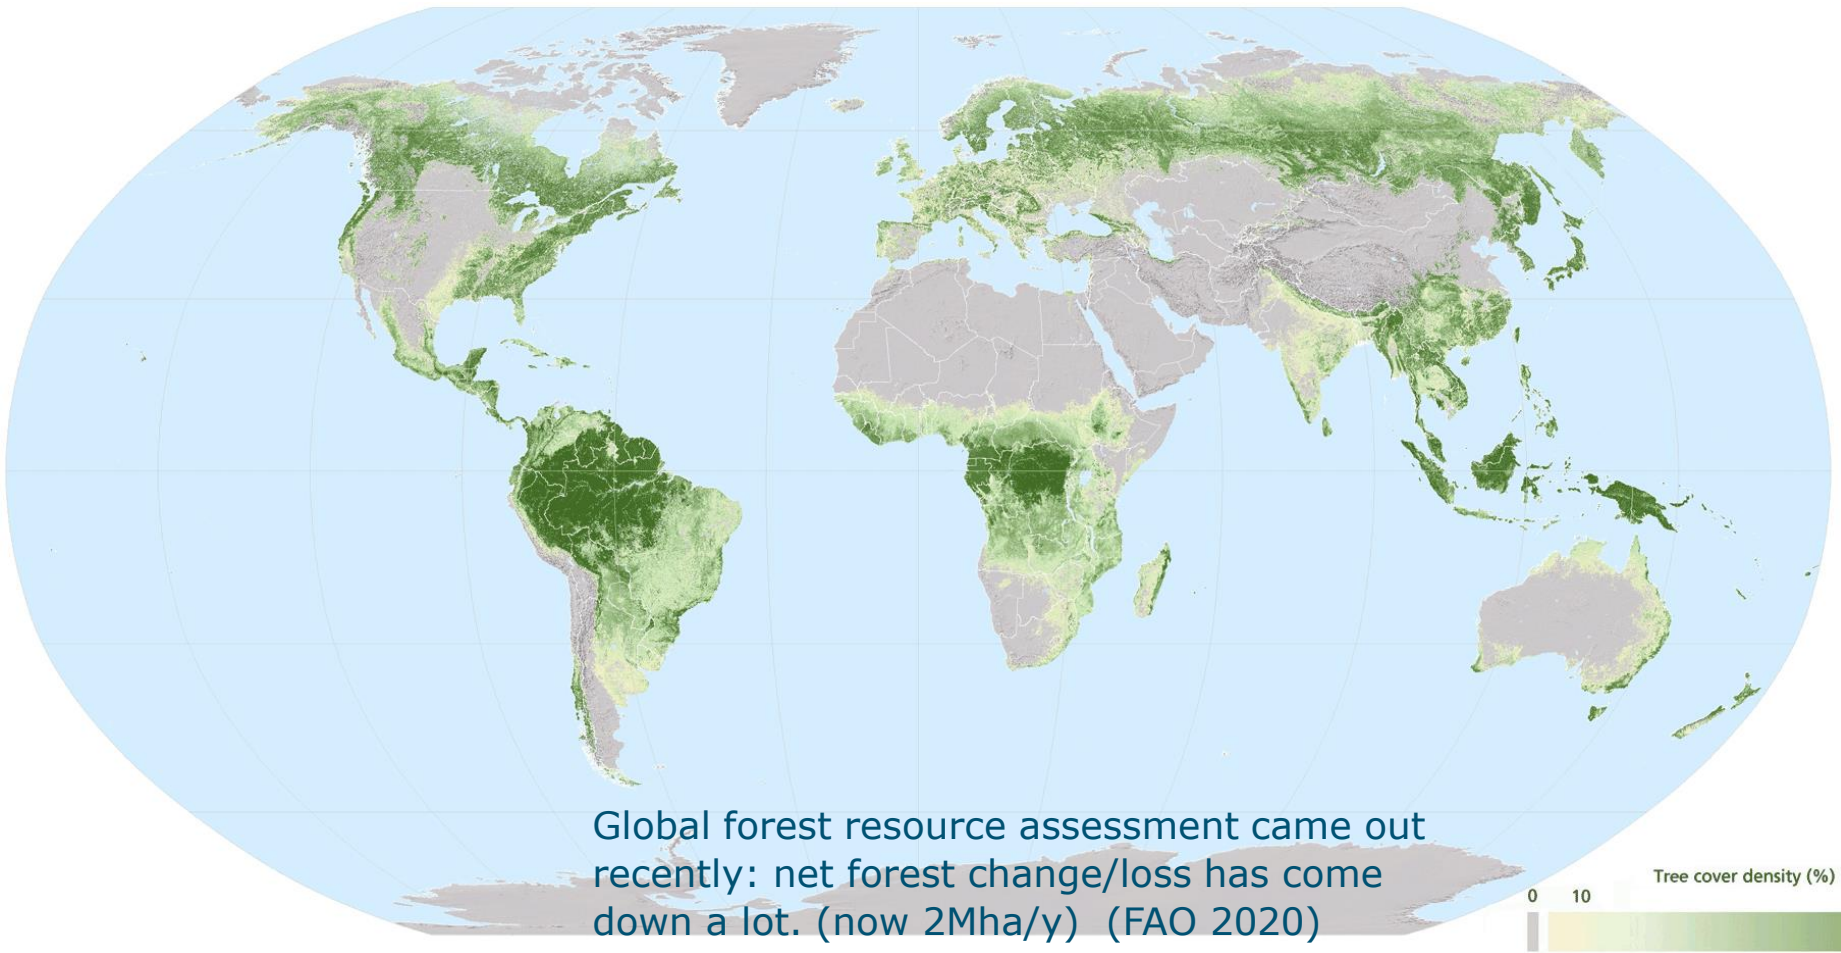 Global forest resource assessment came out
recently: net forest change/loss has come
down a lot. (now 2Mha/y) (FAO 2020)
Tree cover density (%)
0 10